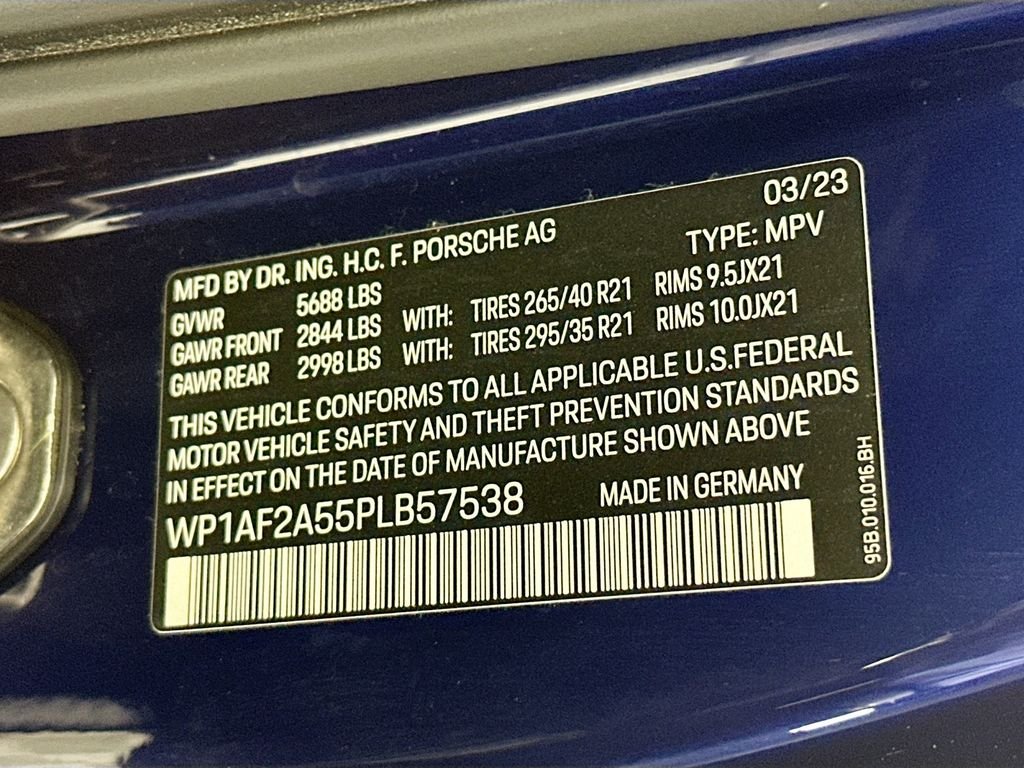 03/23
MFD BY DR. ING. H.C. F. PORSCHE AG
TYPE: MPV
GVWR 5688 LBS
GAWR FRONT 2844 LBS WITH: TIRES 265/40 R21 RIMS 9.5JX21
GAWR REAR 2998 LBS WITH: TIRES 295/35 R21 RIMS 10.0JX21
THIS VEHICLE CONFORMS TO ALL APPLICABLE U.S.FEDERAL
MOTOR VEHICLE SAFETY AND THEFT PREVENTION STANDARDS
IN EFFECT ON THE DATE OF MANUFACTURE SHOWN ABOVE
WP1AF2A55PLB57538 MADE IN GERMANY
95B.010.016.BH